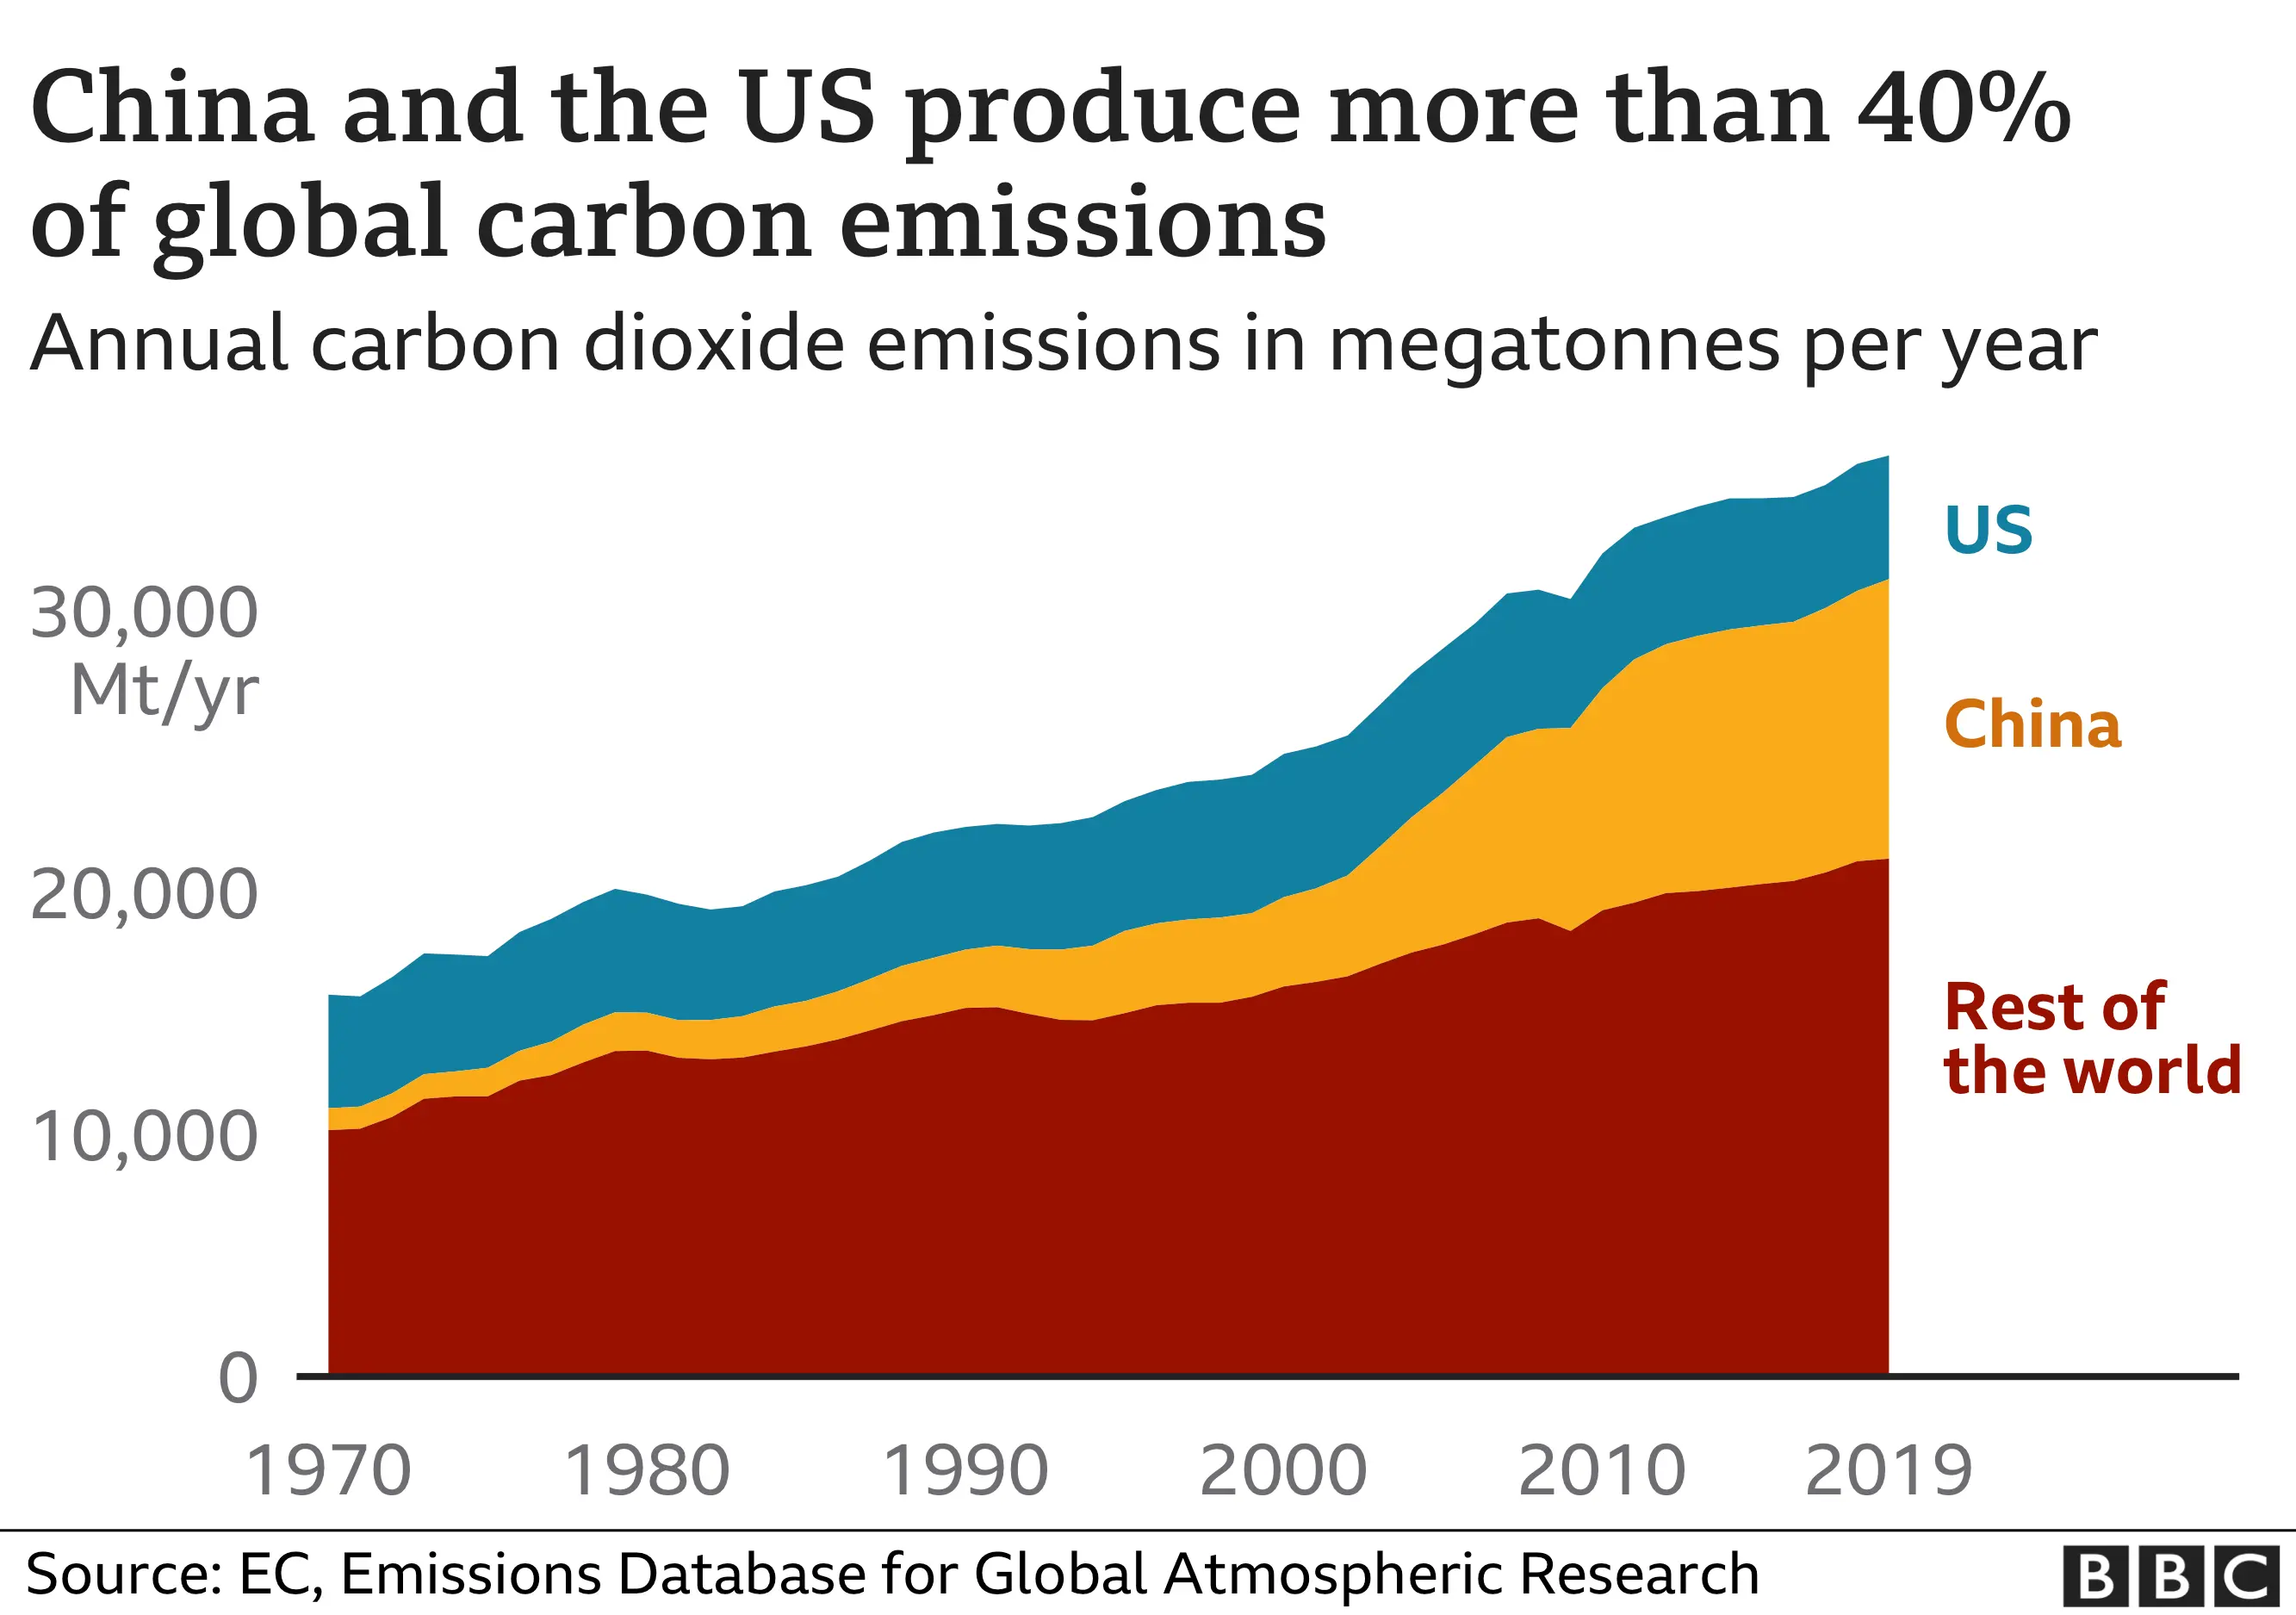 China and the US produce more than 40%
of global carbon emissions
Annual carbon dioxide emissions in megatonnes per year
US
30,000
Mt/yr
China
20,000
Rest of
the world
10,000
0
1970 1980 1990 2000 2010 2019
Source: EC, Emissions Database for Global Atmospheric Research
BBC